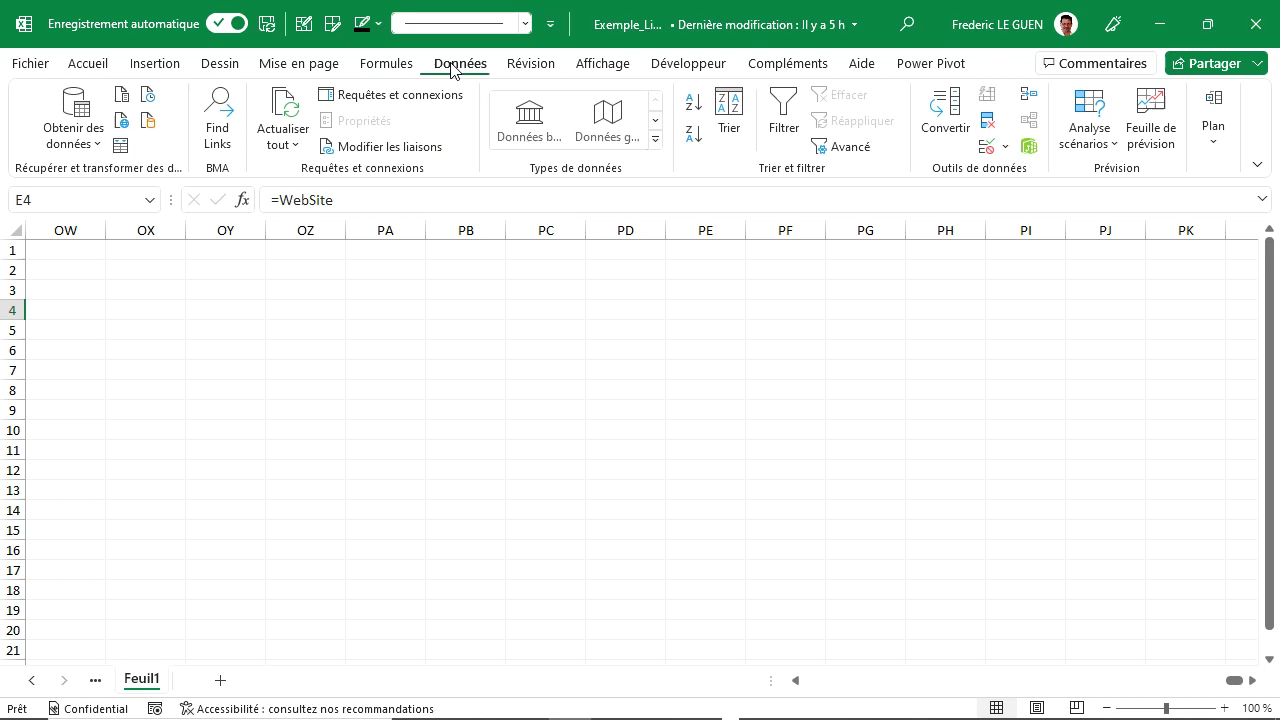 Enregistrement automatique
Exemple_Li... • Dernière modification : Il y a 5 h
Frederic LE GUEN
Fichier Accueil Insertion Dessin Mise en page Formules Données Révision Affichage Développeur Compléments Aide Power Pivot Commentaires Partager
Obtenir des données
Récupérer et transformer des d...
Find Links
BMA
Actualiser tout
Requêtes et connexions
Propriétés
Modifier les liaisons
Requêtes et connexions
Données b... Données g...
Types de données
Trier
Filtrer
Effacer
Réappliquer
Avancé
Trier et filtrer
Convertir
Outils de données
Analyse scénarios
Feuille de prévision
Prévision
Plan
E4 fx =WebSite
OW OX OY OZ PA PB PC PD PE PF PG PH PI PJ PK
1
2
3
4
5
6
7
8
9
10
11
12
13
14
15
16
17
18
19
20
21
Feuil1
Prêt Confidential Accessibilité : consultez nos recommandations 100 %